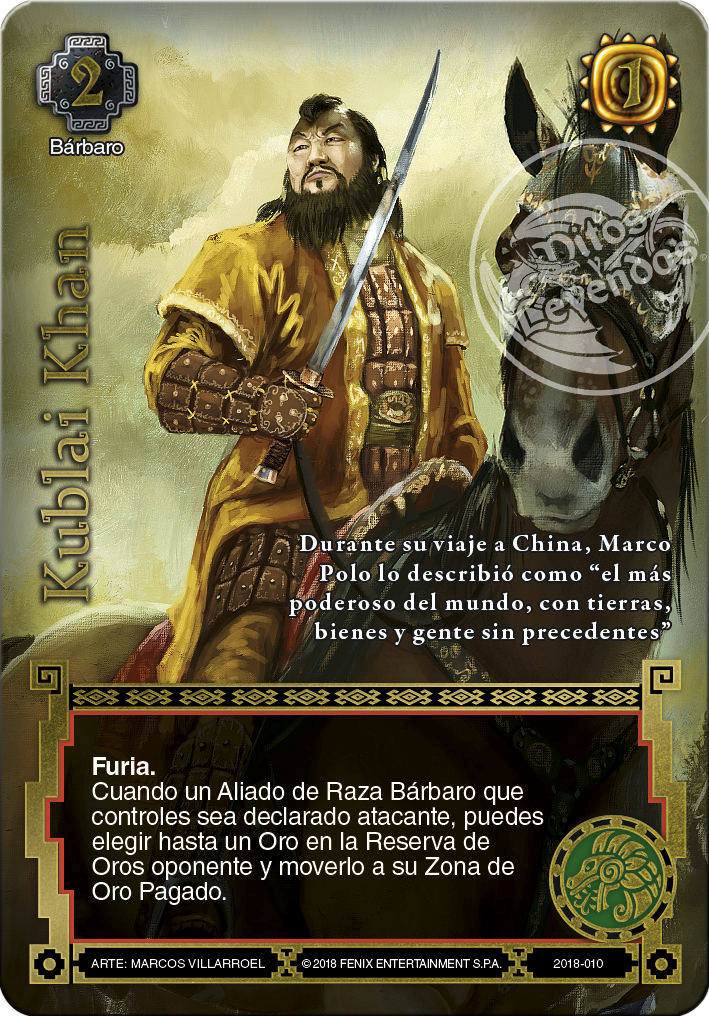 2
Bárbaro
1
Mitos
y
Leyendas
Kublai Khan
Durante su viaje a China, Marco
Polo lo describió como “el más
poderoso del mundo, con tierras,
bienes y gente sin precedentes”
Furia.
Cuando un Aliado de Raza Bárbaro que
controles sea declarado atacante, puedes
elegir hasta un Oro en la Reserva de
Oros oponente y moverlo a su Zona de
Oro Pagado.
ARTE: MARCOS VILLARROEL
©2018 FENIX ENTERTAINMENT S.P.A.
2018-010